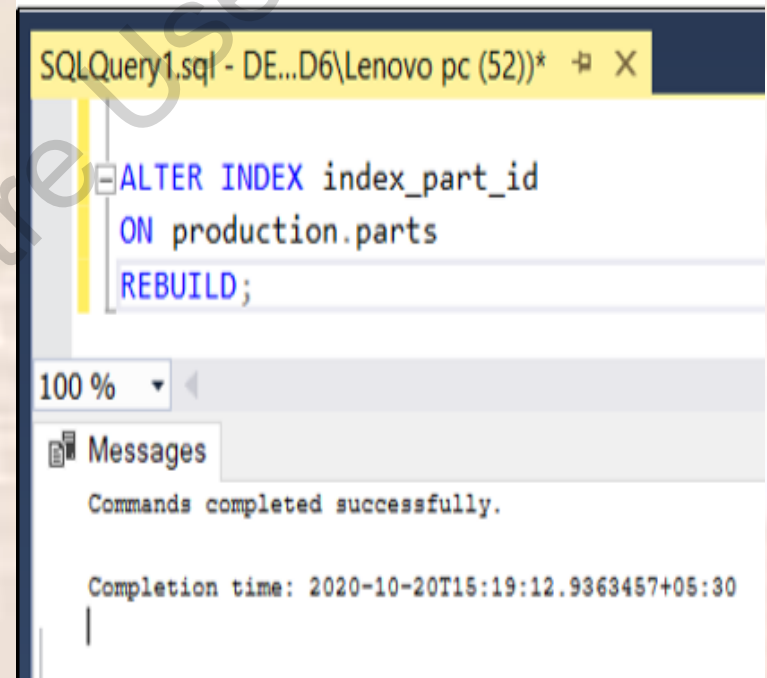 SQLQuery1.sql - DE...D6\Lenovo pc (52))*
ALTER INDEX index_part_id
ON production.parts
REBUILD;
100 %
Messages
Commands completed successfully.
Completion time: 2020-10-20T15:19:12.9363457+05:30